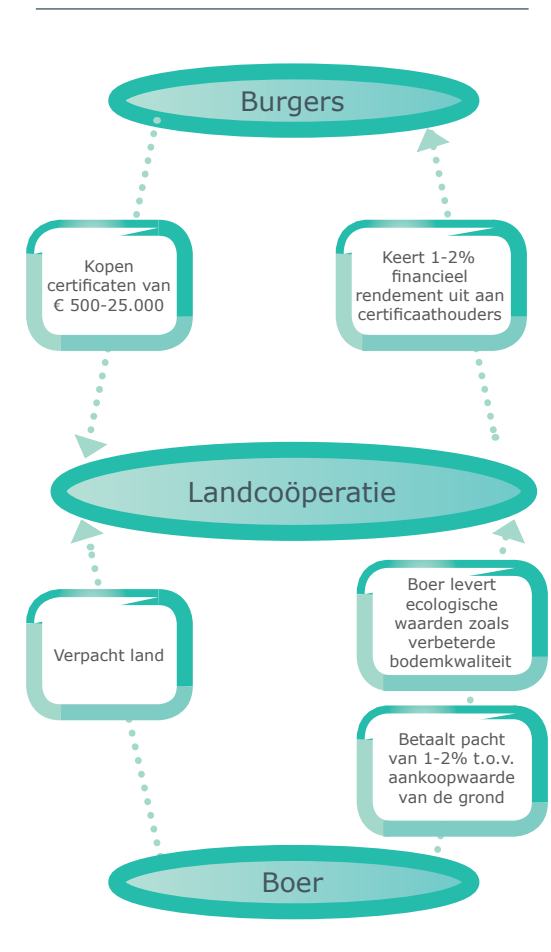 Burgers
Kopen
certificaten van
€ 500-25.000
Keert 1-2%
financieel
rendement uit aan
certificaathouders
Landcoöperatie
Verpacht land
Boer levert
ecologische
waarden zoals
verbeterde
bodemkwaliteit
Betaalt pacht
van 1-2% t.o.v.
aankoopwaarde
van de grond
Boer